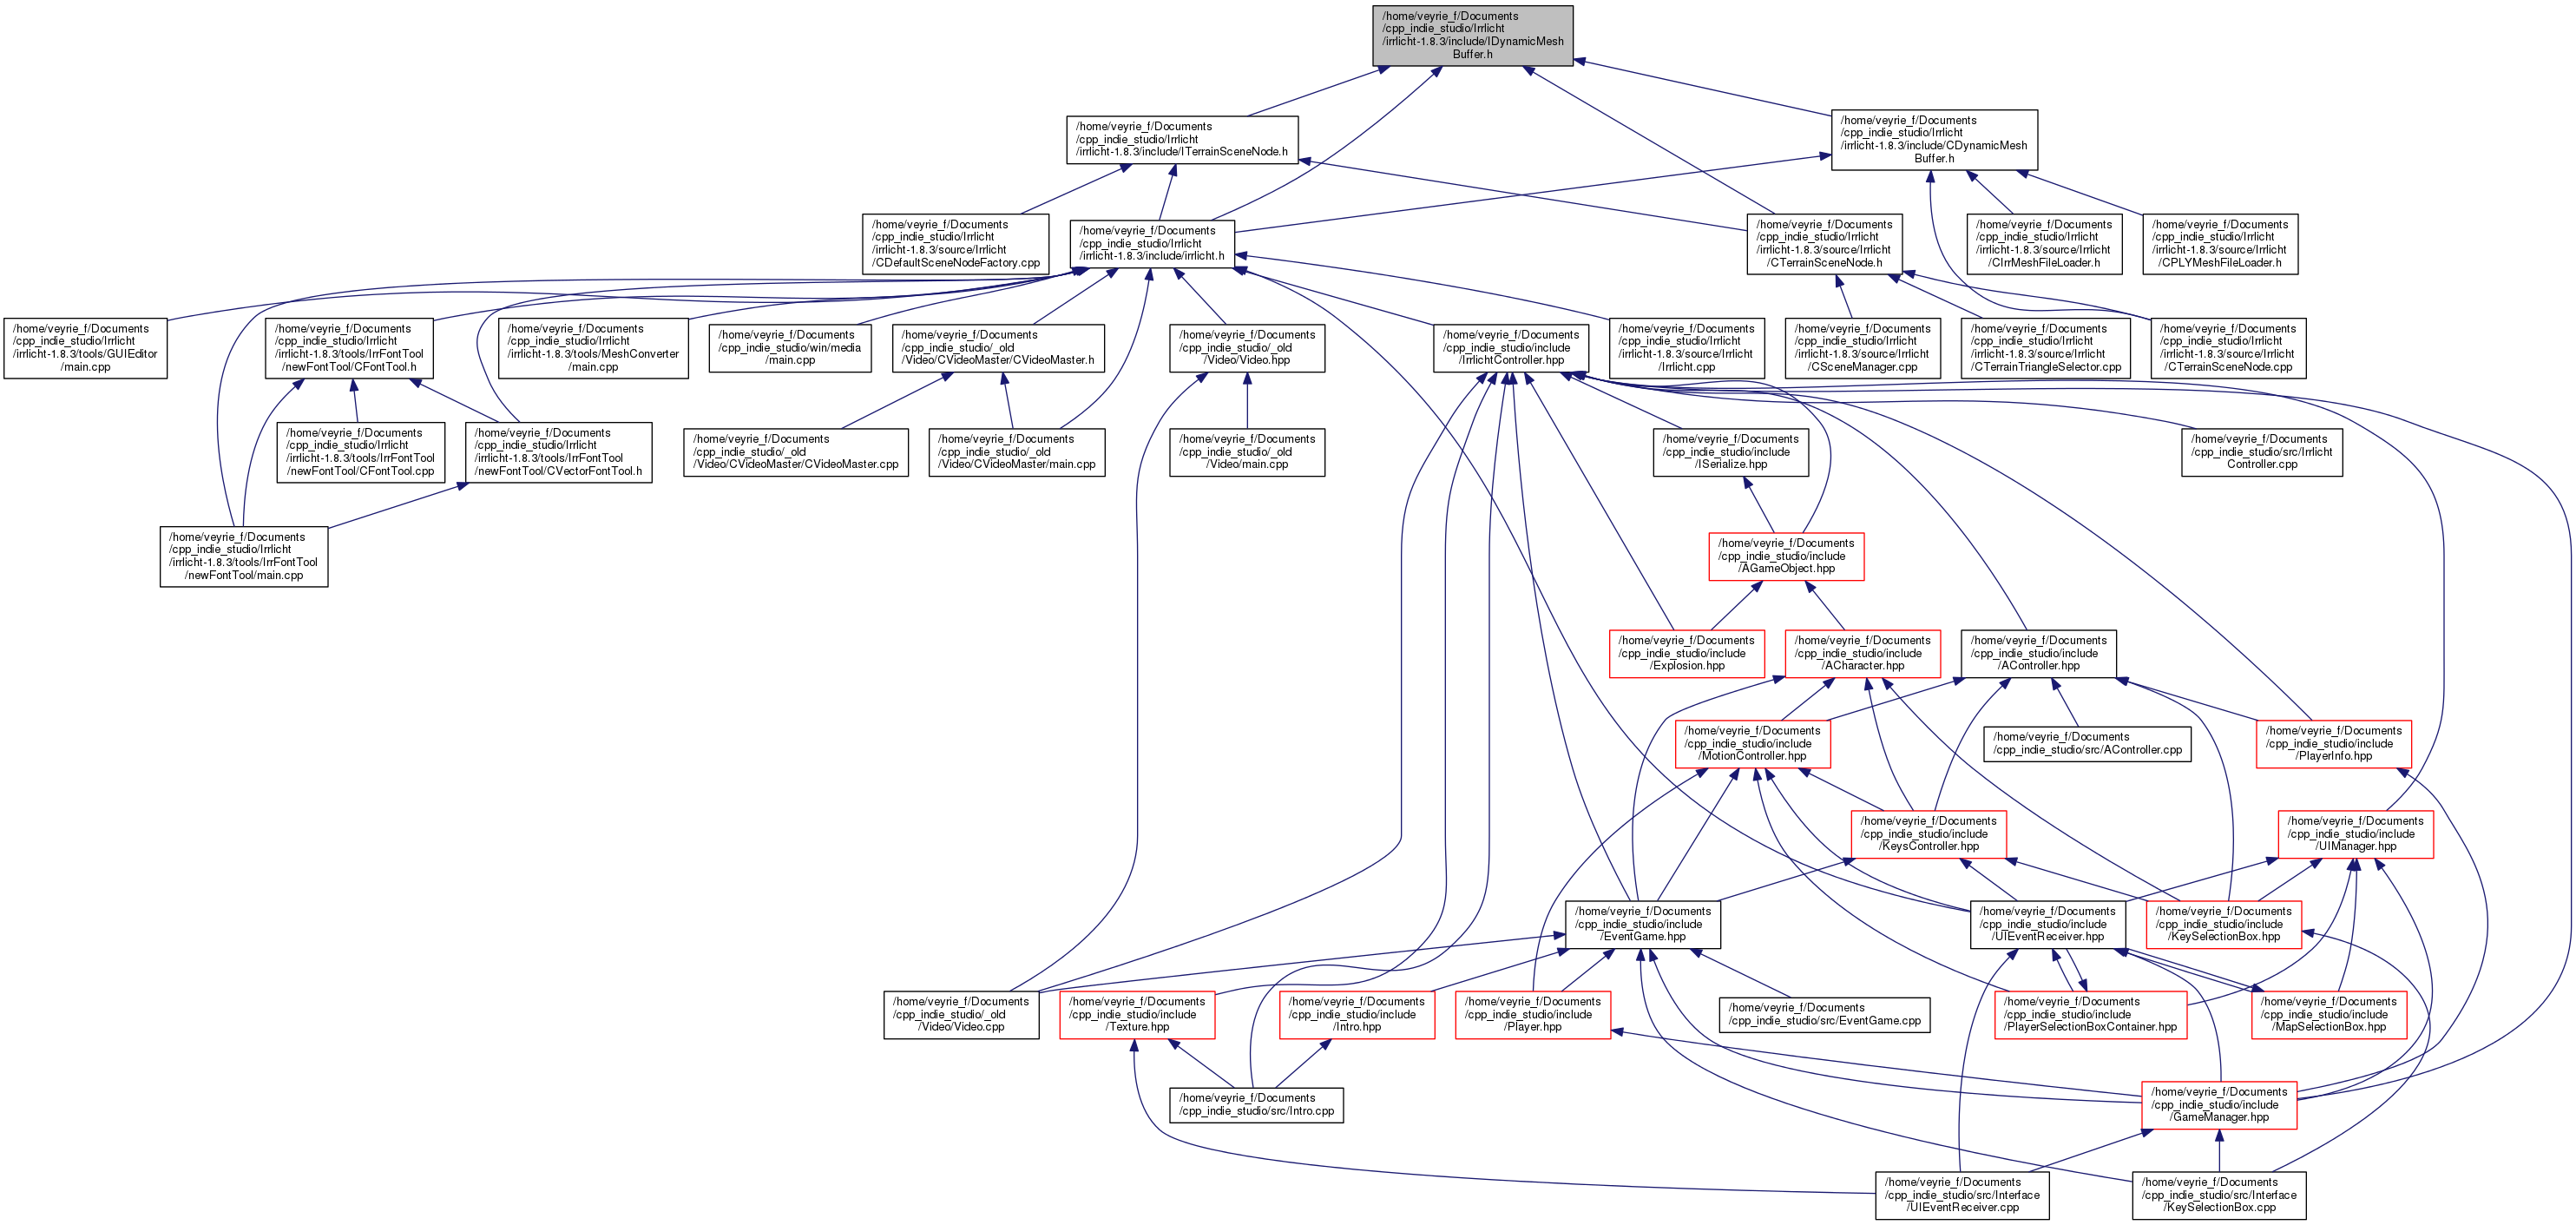 /home/veyrie_f/Documents
/cpp_indie_studio/Irrlicht
/irrlicht-1.8.3/include/IDynamicMesh
Buffer.h
/home/veyrie_f/Documents
/cpp_indie_studio/Irrlicht
/irrlicht-1.8.3/include/ITerrainSceneNode.h
/home/veyrie_f/Documents
/cpp_indie_studio/Irrlicht
/irrlicht-1.8.3/include/CDynamicMesh
Buffer.h
/home/veyrie_f/Documents
/cpp_indie_studio/Irrlicht
/irrlicht-1.8.3/source/Irrlicht
/CDefaultSceneNodeFactory.cpp
/home/veyrie_f/Documents
/cpp_indie_studio/Irrlicht
/irrlicht-1.8.3/include/irrlicht.h
/home/veyrie_f/Documents
/cpp_indie_studio/Irrlicht
/irrlicht-1.8.3/source/Irrlicht
/CTerrainSceneNode.h
/home/veyrie_f/Documents
/cpp_indie_studio/Irrlicht
/irrlicht-1.8.3/source/Irrlicht
/CIrrMeshFileLoader.h
/home/veyrie_f/Documents
/cpp_indie_studio/Irrlicht
/irrlicht-1.8.3/source/Irrlicht
/CPLYMeshFileLoader.h
/home/veyrie_f/Documents
/cpp_indie_studio/Irrlicht
/irrlicht-1.8.3/tools/GUIEditor
/main.cpp
/home/veyrie_f/Documents
/cpp_indie_studio/Irrlicht
/irrlicht-1.8.3/tools/IrrFontTool
/newFontTool/CFontTool.h
/home/veyrie_f/Documents
/cpp_indie_studio/Irrlicht
/irrlicht-1.8.3/tools/MeshConverter
/main.cpp
/home/veyrie_f/Documents
/cpp_indie_studio/win/media
/main.cpp
/home/veyrie_f/Documents
/cpp_indie_studio/_old
/Video/CVideoMaster/CVideoMaster.h
/home/veyrie_f/Documents
/cpp_indie_studio/_old
/Video/Video.hpp
/home/veyrie_f/Documents
/cpp_indie_studio/include
/IrrlichtController.hpp
/home/veyrie_f/Documents
/cpp_indie_studio/Irrlicht
/irrlicht-1.8.3/source/Irrlicht
/Irrlicht.cpp
/home/veyrie_f/Documents
/cpp_indie_studio/Irrlicht
/irrlicht-1.8.3/source/Irrlicht
/CSceneManager.cpp
/home/veyrie_f/Documents
/cpp_indie_studio/Irrlicht
/irrlicht-1.8.3/source/Irrlicht
/CTerrainTriangleSelector.cpp
/home/veyrie_f/Documents
/cpp_indie_studio/Irrlicht
/irrlicht-1.8.3/source/Irrlicht
/CTerrainSceneNode.cpp
/home/veyrie_f/Documents
/cpp_indie_studio/Irrlicht
/irrlicht-1.8.3/tools/IrrFontTool
/newFontTool/CFontTool.cpp
/home/veyrie_f/Documents
/cpp_indie_studio/Irrlicht
/irrlicht-1.8.3/tools/IrrFontTool
/newFontTool/CVectorFontTool.h
/home/veyrie_f/Documents
/cpp_indie_studio/_old
/Video/CVideoMaster/CVideoMaster.cpp
/home/veyrie_f/Documents
/cpp_indie_studio/_old
/Video/CVideoMaster/main.cpp
/home/veyrie_f/Documents
/cpp_indie_studio/_old
/Video/main.cpp
/home/veyrie_f/Documents
/cpp_indie_studio/include
/ISerialize.hpp
/home/veyrie_f/Documents
/cpp_indie_studio/src/Irrlicht
Controller.cpp
/home/veyrie_f/Documents
/cpp_indie_studio/Irrlicht
/irrlicht-1.8.3/tools/IrrFontTool
/newFontTool/main.cpp
/home/veyrie_f/Documents
/cpp_indie_studio/include
/AGameObject.hpp
/home/veyrie_f/Documents
/cpp_indie_studio/include
/Explosion.hpp
/home/veyrie_f/Documents
/cpp_indie_studio/include
/ACharacter.hpp
/home/veyrie_f/Documents
/cpp_indie_studio/include
/AController.hpp
/home/veyrie_f/Documents
/cpp_indie_studio/include
/MotionController.hpp
/home/veyrie_f/Documents
/cpp_indie_studio/src/AController.cpp
/home/veyrie_f/Documents
/cpp_indie_studio/include
/PlayerInfo.hpp
/home/veyrie_f/Documents
/cpp_indie_studio/include
/KeysController.hpp
/home/veyrie_f/Documents
/cpp_indie_studio/include
/UIManager.hpp
/home/veyrie_f/Documents
/cpp_indie_studio/include
/EventGame.hpp
/home/veyrie_f/Documents
/cpp_indie_studio/include
/UIEventReceiver.hpp
/home/veyrie_f/Documents
/cpp_indie_studio/include
/KeySelectionBox.hpp
/home/veyrie_f/Documents
/cpp_indie_studio/_old
/Video/Video.cpp
/home/veyrie_f/Documents
/cpp_indie_studio/include
/Texture.hpp
/home/veyrie_f/Documents
/cpp_indie_studio/include
/Intro.hpp
/home/veyrie_f/Documents
/cpp_indie_studio/include
/Player.hpp
/home/veyrie_f/Documents
/cpp_indie_studio/src/EventGame.cpp
/home/veyrie_f/Documents
/cpp_indie_studio/include
/PlayerSelectionBoxContainer.hpp
/home/veyrie_f/Documents
/cpp_indie_studio/include
/MapSelectionBox.hpp
/home/veyrie_f/Documents
/cpp_indie_studio/src/Intro.cpp
/home/veyrie_f/Documents
/cpp_indie_studio/include
/GameManager.hpp
/home/veyrie_f/Documents
/cpp_indie_studio/src/Interface
/UIEventReceiver.cpp
/home/veyrie_f/Documents
/cpp_indie_studio/src/Interface
/KeySelectionBox.cpp